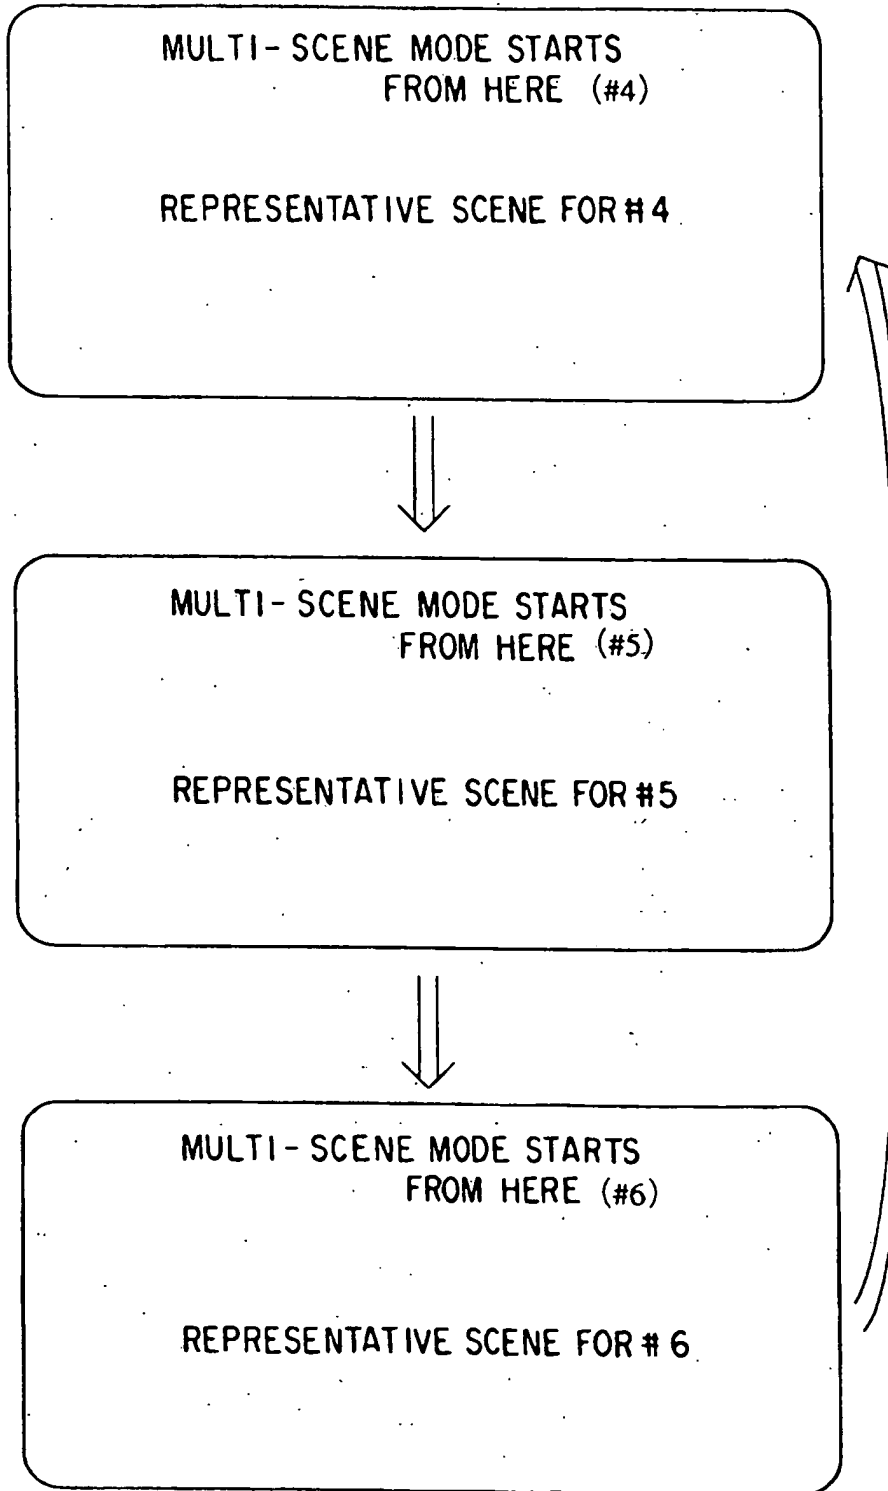 MULTI-SCENE MODE STARTS
FROM HERE (#4)
REPRESENTATIVE SCENE FOR #4
MULTI-SCENE MODE STARTS
FROM HERE (#5)
REPRESENTATIVE SCENE FOR #5
MULTI-SCENE MODE STARTS
FROM HERE (#6)
REPRESENTATIVE SCENE FOR #6